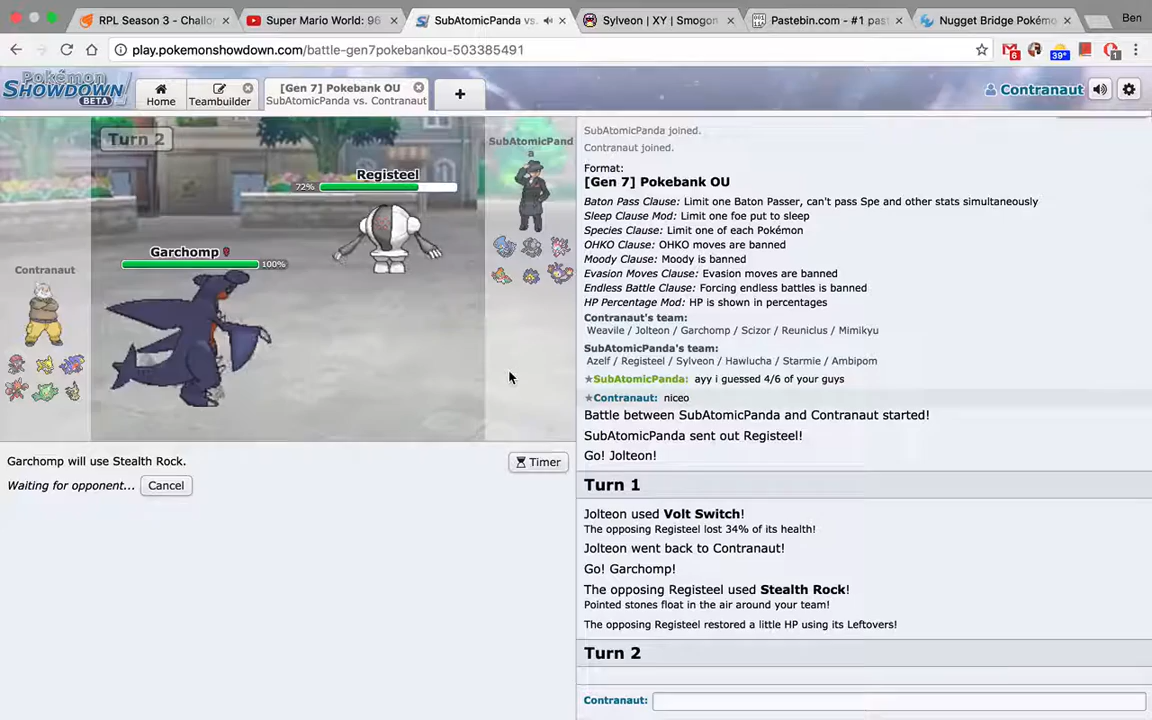 RPL Season 3 - Challor
Super Mario World: 96
SubAtomicPanda vs.
Sylveon | XY | Smogon
Pastebin.com - #1 past
Nugget Bridge Pokémo
Ben
play.pokemonshowdown.com/battle-gen7pokebankou-503385491
8
39°
1
Pokémon
SHOWDOWN
BETA
Home
Teambuilder
[Gen 7] Pokebank OU
SubAtomicPanda vs. Contranaut
+
Contranaut
Turn 2
Registeel
72%
Garchomp
100%
Contranaut
SubAtomicPand
a
Garchomp will use Stealth Rock.
Timer
Waiting for opponent...
Cancel
SubAtomicPanda joined.
Contranaut joined.
Format:
[Gen 7] Pokebank OU
Baton Pass Clause: Limit one Baton Passer, can't pass Spe and other stats simultaneously
Sleep Clause Mod: Limit one foe put to sleep
Species Clause: Limit one of each Pokémon
OHKO Clause: OHKO moves are banned
Moody Clause: Moody is banned
Evasion Moves Clause: Evasion moves are banned
Endless Battle Clause: Forcing endless battles is banned
HP Percentage Mod: HP is shown in percentages
Contranaut's team:
Weavile / Jolteon / Garchomp / Scizor / Reuniclus / Mimikyu
SubAtomicPanda's team:
Azelf / Registeel / Sylveon / Hawlucha / Starmie / Ambipom
★SubAtomicPanda: ayy i guessed 4/6 of your guys
★Contranaut: niceo
Battle between SubAtomicPanda and Contranaut started!
SubAtomicPanda sent out Registeel!
Go! Jolteon!
Turn 1
Jolteon used Volt Switch!
The opposing Registeel lost 34% of its health!
Jolteon went back to Contranaut!
Go! Garchomp!
The opposing Registeel used Stealth Rock!
Pointed stones float in the air around your team!
The opposing Registeel restored a little HP using its Leftovers!
Turn 2
Contranaut: